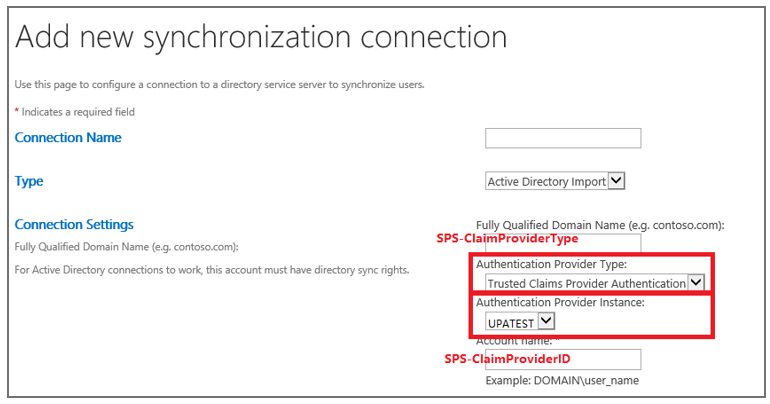 Add new synchronization connection
Use this page to configure a connection to a directory service server to synchronize users.
* Indicates a required field
Connection Name
Type
Active Directory Import
Connection Settings
Fully Qualified Domain Name (e.g. contoso.com):
Fully Qualified Domain Name (e.g. contoso.com):
SPS-ClaimProviderType
For Active Directory connections to work, this account must have directory sync rights.
Authentication Provider Type:
Trusted Claims Provider Authentication
Authentication Provider Instance:
UPATEST
Account name: *
SPS-ClaimProviderID
Example: DOMAIN\user_name